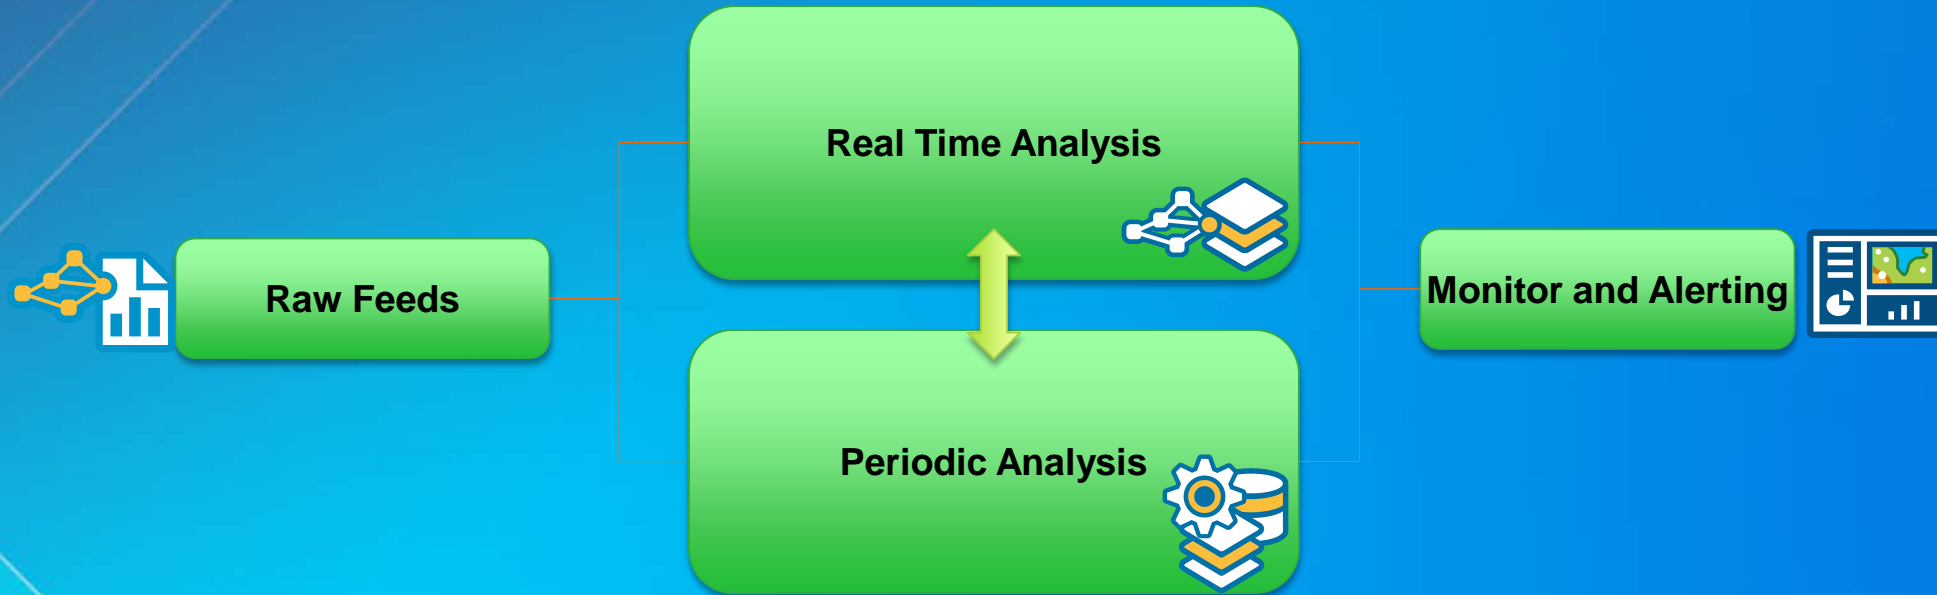 Real Time Analysis
Raw Feeds
Monitor and Alerting
Periodic Analysis